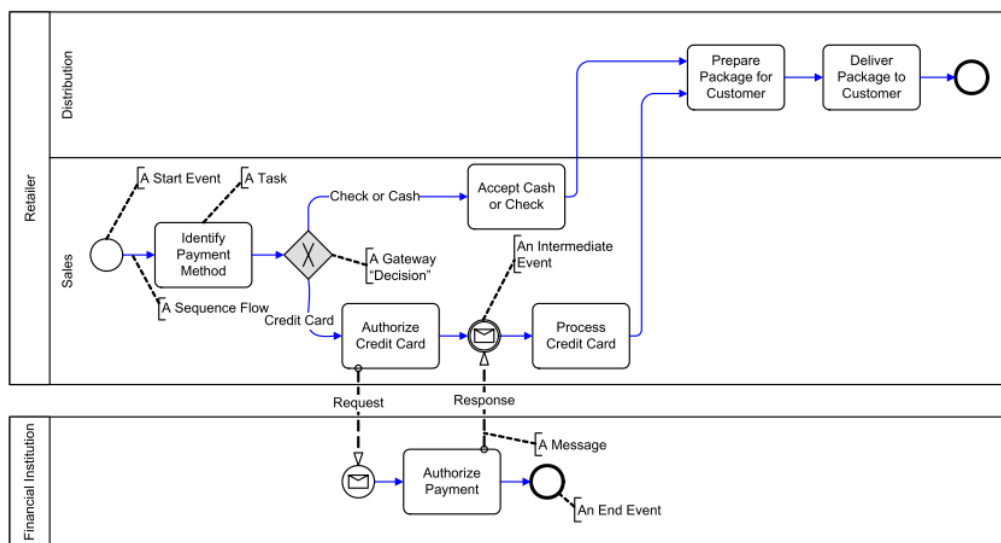 Retailer
Distribution
Prepare
Package for
Customer
Deliver
Package to
Customer
Sales
A Start Event
A Task
Identify
Payment
Method
A Sequence Flow
Check or Cash
Accept Cash
or Check
A Gateway
“Decision”
An Intermediate
Event
Credit Card
Authorize
Credit Card
Process
Credit Card
Request
Response
Financial Institution
A Message
Authorize
Payment
An End Event